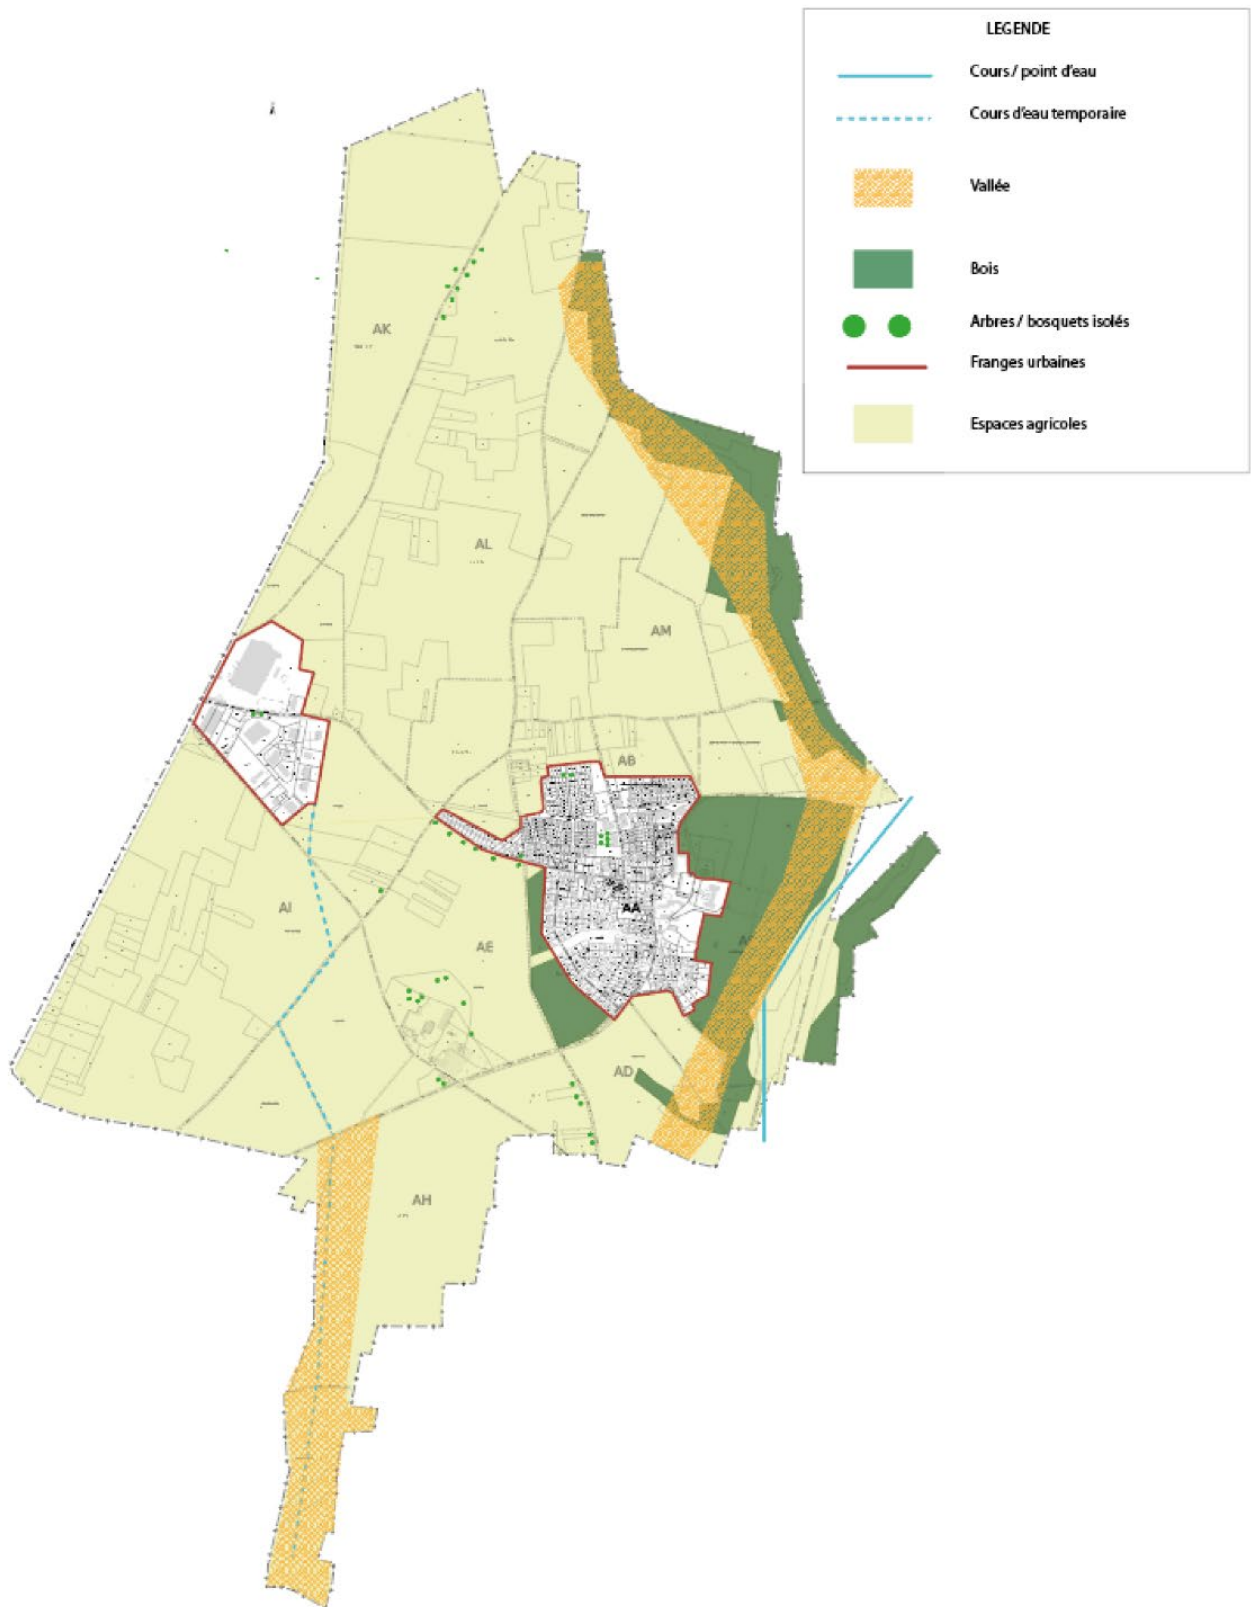 LEGENDE
Cours / point d'eau
Cours d'eau temporaire
Vallée
Bois
Arbres / bosquets isolés
Franges urbaines
Espaces agricoles
AK
AL
AM
AB
AA
AI
AE
AD
AH